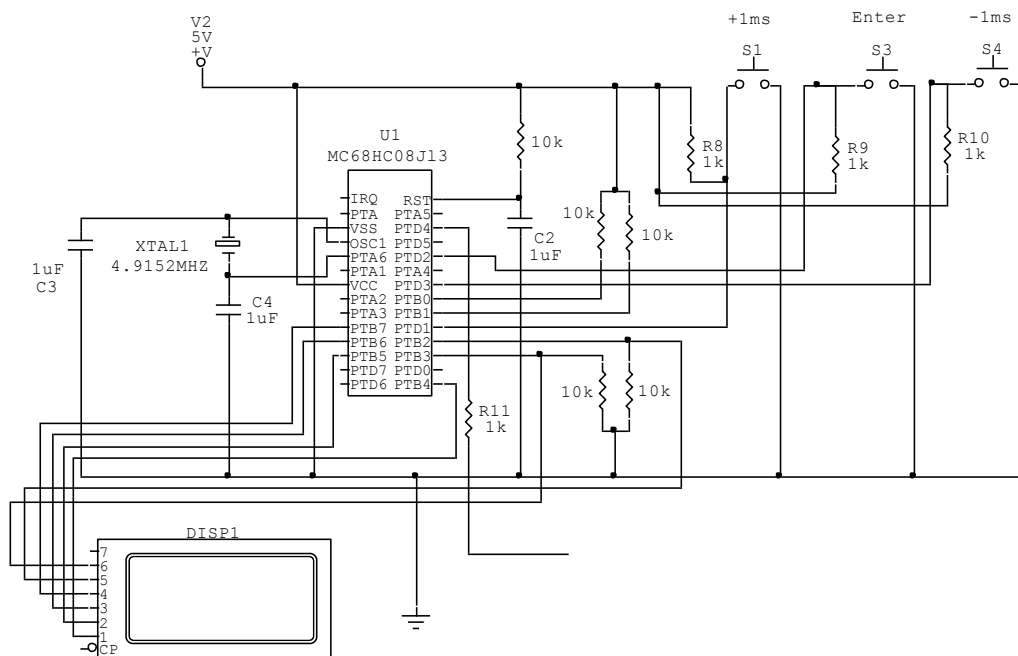 V2
5V
+V
+1ms
Enter
-1ms
S1
S3
S4
U1
MC68HC08Jl3
10k
R8
1k
R9
1k
R10
1k
IRQ
PTA
VSS
OSC1
PTA6
PTA1
VCC
PTA2
PTA3
PTB7
PTB6
PTB5
PTD7
PTD6
RST
PTA5
PTD4
PTD5
PTD2
PTA4
PTD3
PTB0
PTB1
PTD1
PTB2
PTB3
PTD0
PTB4
XTAL1
4.9152MHZ
1uF
C3
C4
1uF
C2
1uF
10k
10k
10k
10k
R11
1k
DISP1
7
6
5
4
3
2
1
CP